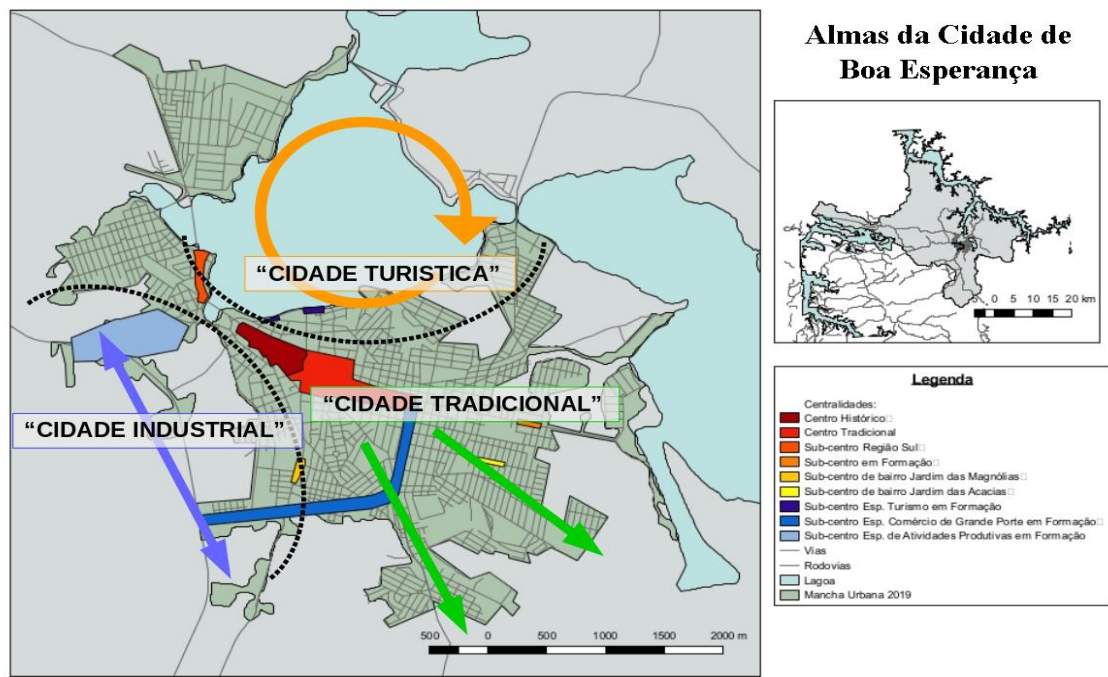 Almas da Cidade de
Boa Esperança
“CIDADE TURISTICA”
“CIDADE TRADICIONAL”
“CIDADE INDUSTRIAL”
500 0 500 1000 1500 2000 m
5 0 5 10 15 20 km
Legenda
Centralidades:
Centro Histórico
Centro Tradicional
Sub-centro Região Sul
Sub-centro em Formação
Sub-centro de bairro Jardim das Magnólias
Sub-centro de bairro Jardim das Acacias
Sub-centro Esp. Turismo em Formação
Sub-centro Esp. Comércio de Grande Porte em Formação
Sub-centro Esp. de Atividades Produtivas em Formação
Vias
Rodovias
Lagoa
Mancha Urbana 2019